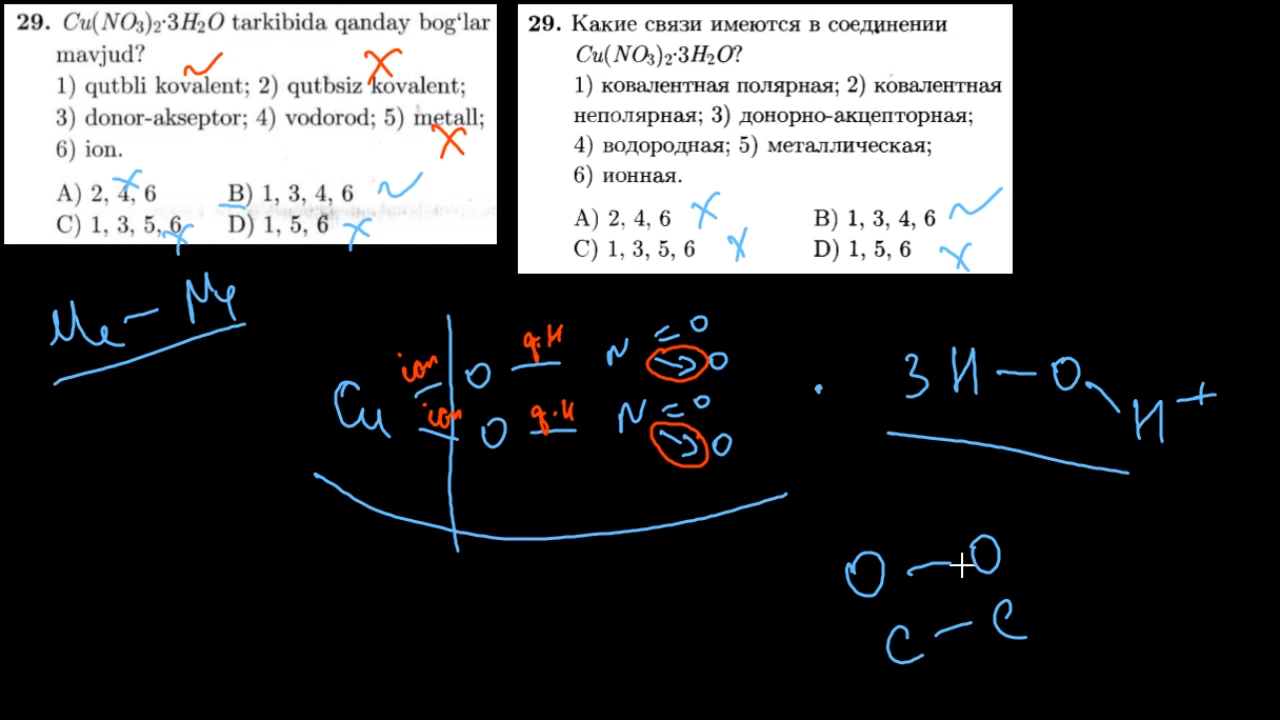 29. Cu(NO₃)₂·3H₂O tarkibida qanday bog‘lar
mavjud?
1) qutbli kovalent; 2) qutbsiz kovalent;
3) donor-akseptor; 4) vodorod; 5) metall;
6) ion.
A) 2, 4, 6 B) 1, 3, 4, 6
C) 1, 3, 5, 6 D) 1, 5, 6
29. Какие связи имеются в соединении
Cu(NO₃)₂·3H₂O?
1) ковалентная полярная; 2) ковалентная
неполярная; 3) донорно-акцепторная;
4) водородная; 5) металлическая;
6) ионная.
A) 2, 4, 6 B) 1, 3, 4, 6
C) 1, 3, 5, 6 D) 1, 5, 6
Me – Me
ion q.k
O N = O
→ O
Cu ion O q.k N = O
→ O
· 3 H – O
H +
O – O
C – C